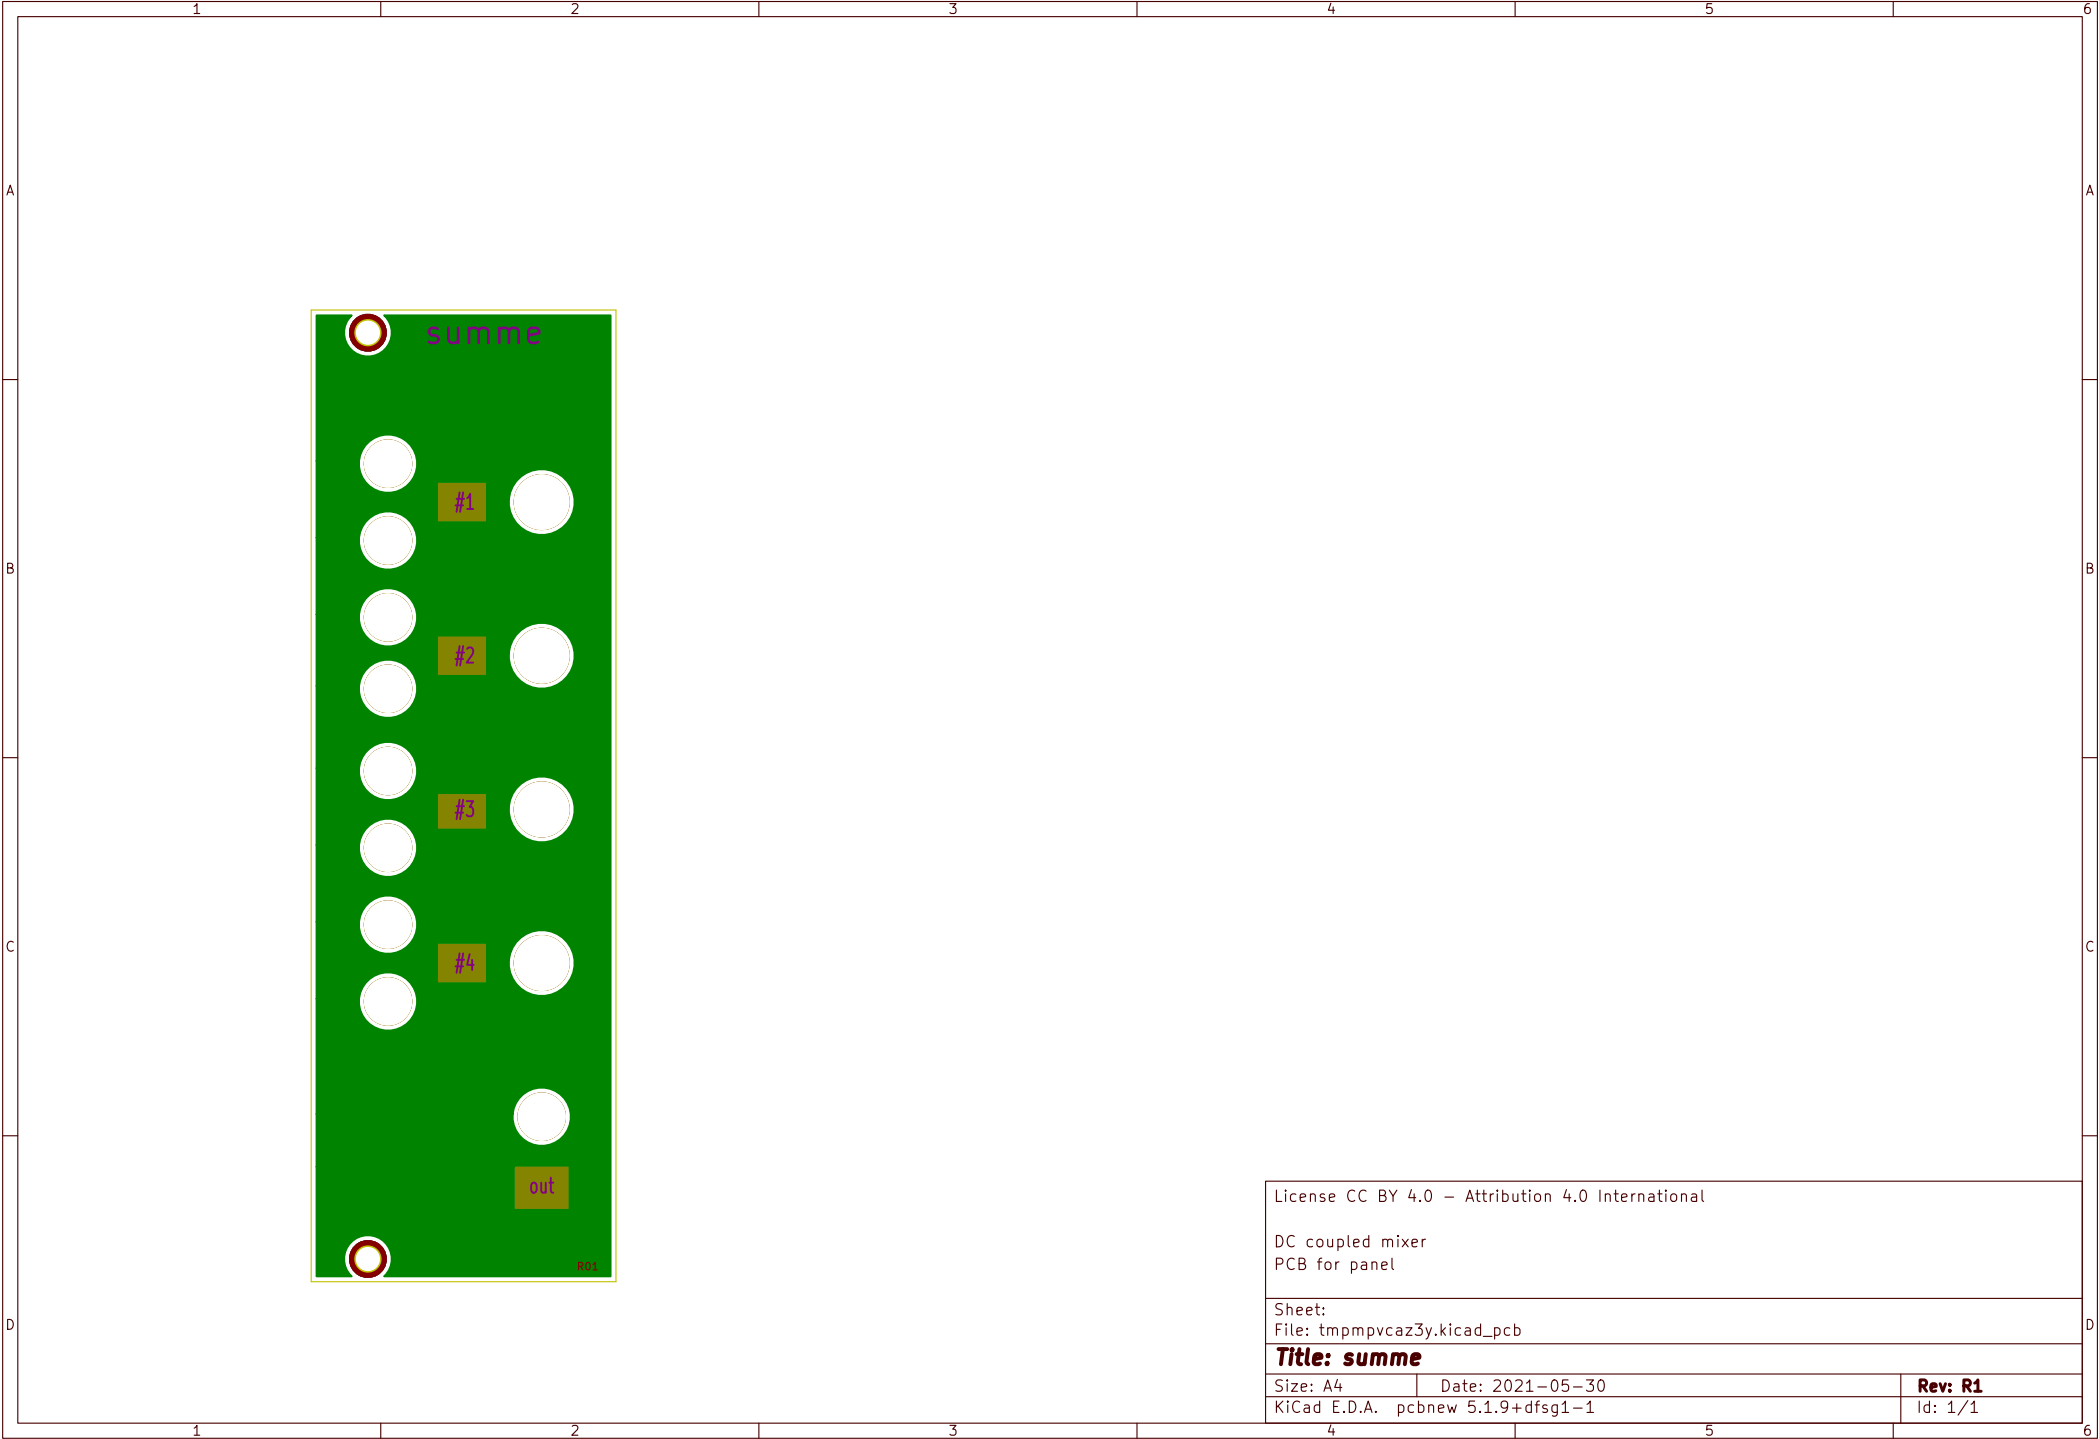 1 2 3 4 5 6
A A
summe
#1
B B
#2
#3
C C
#4
out
R01
License CC BY 4.0 - Attribution 4.0 International
DC coupled mixer
PCB for panel
Sheet:
File: tmpmpvcaz3y.kicad_pcb
D D
Title: summe
Size: A4 Date: 2021-05-30 Rev: R1
KiCad E.D.A. pcbnew 5.1.9+dfsg1-1 Id: 1/1
1 2 3 4 5 6